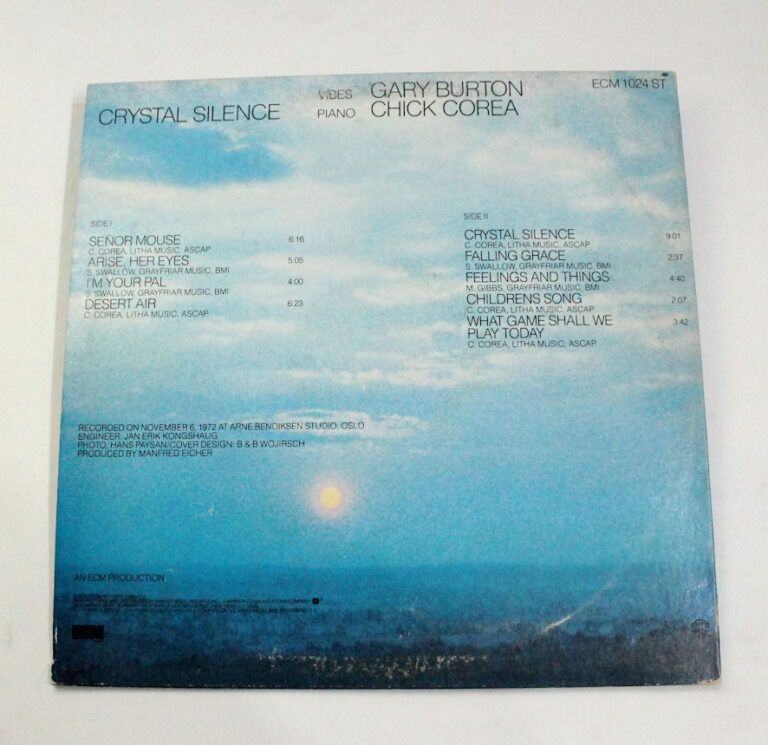 CRYSTAL SILENCE
VIBES GARY BURTON
PIANO CHICK COREA
ECM 1024 ST
SIDE I
SEÑOR MOUSE 6:16
C. COREA, LITHA MUSIC, ASCAP
ARISE, HER EYES 5:05
S. SWALLOW, GRAYFRIAR MUSIC, BMI
I'M YOUR PAL 4:00
S. SWALLOW, GRAYFRIAR MUSIC, BMI
DESERT AIR 6:23
C. COREA, LITHA MUSIC, ASCAP
SIDE II
CRYSTAL SILENCE 9:01
C. COREA, LITHA MUSIC, ASCAP
FALLING GRACE 2:37
S. SWALLOW, GRAYFRIAR MUSIC, BMI
FEELINGS AND THINGS 4:40
M. GIBBS, GRAYFRIAR MUSIC, BMI
CHILDRENS SONG 2:07
C. COREA, LITHA MUSIC, ASCAP
WHAT GAME SHALL WE 3:42
PLAY TODAY
C. COREA, LITHA MUSIC, ASCAP
RECORDED ON NOVEMBER 6, 1972 AT ARNE BENDIKSEN STUDIO, OSLO
ENGINEER: JAN ERIK KONGSHAUG
PHOTO: HANS PAYSAN/COVER DESIGN: B & B WOJIRSCH
PRODUCED BY MANFRED EICHER
AN ECM PRODUCTION